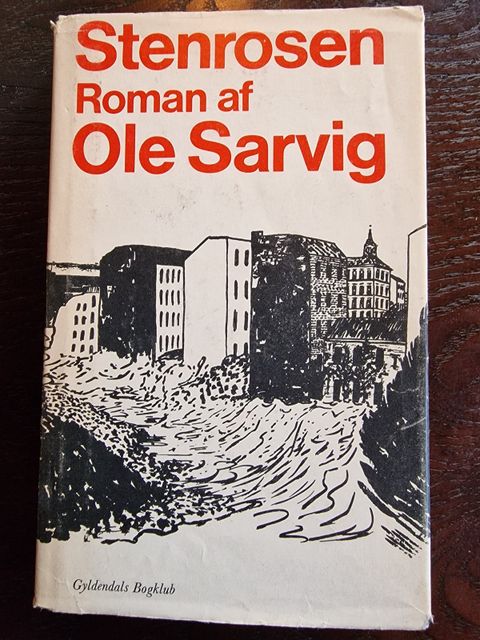 Stenrosen
Roman af
Ole Sarvig
Gyldendals Bogklub